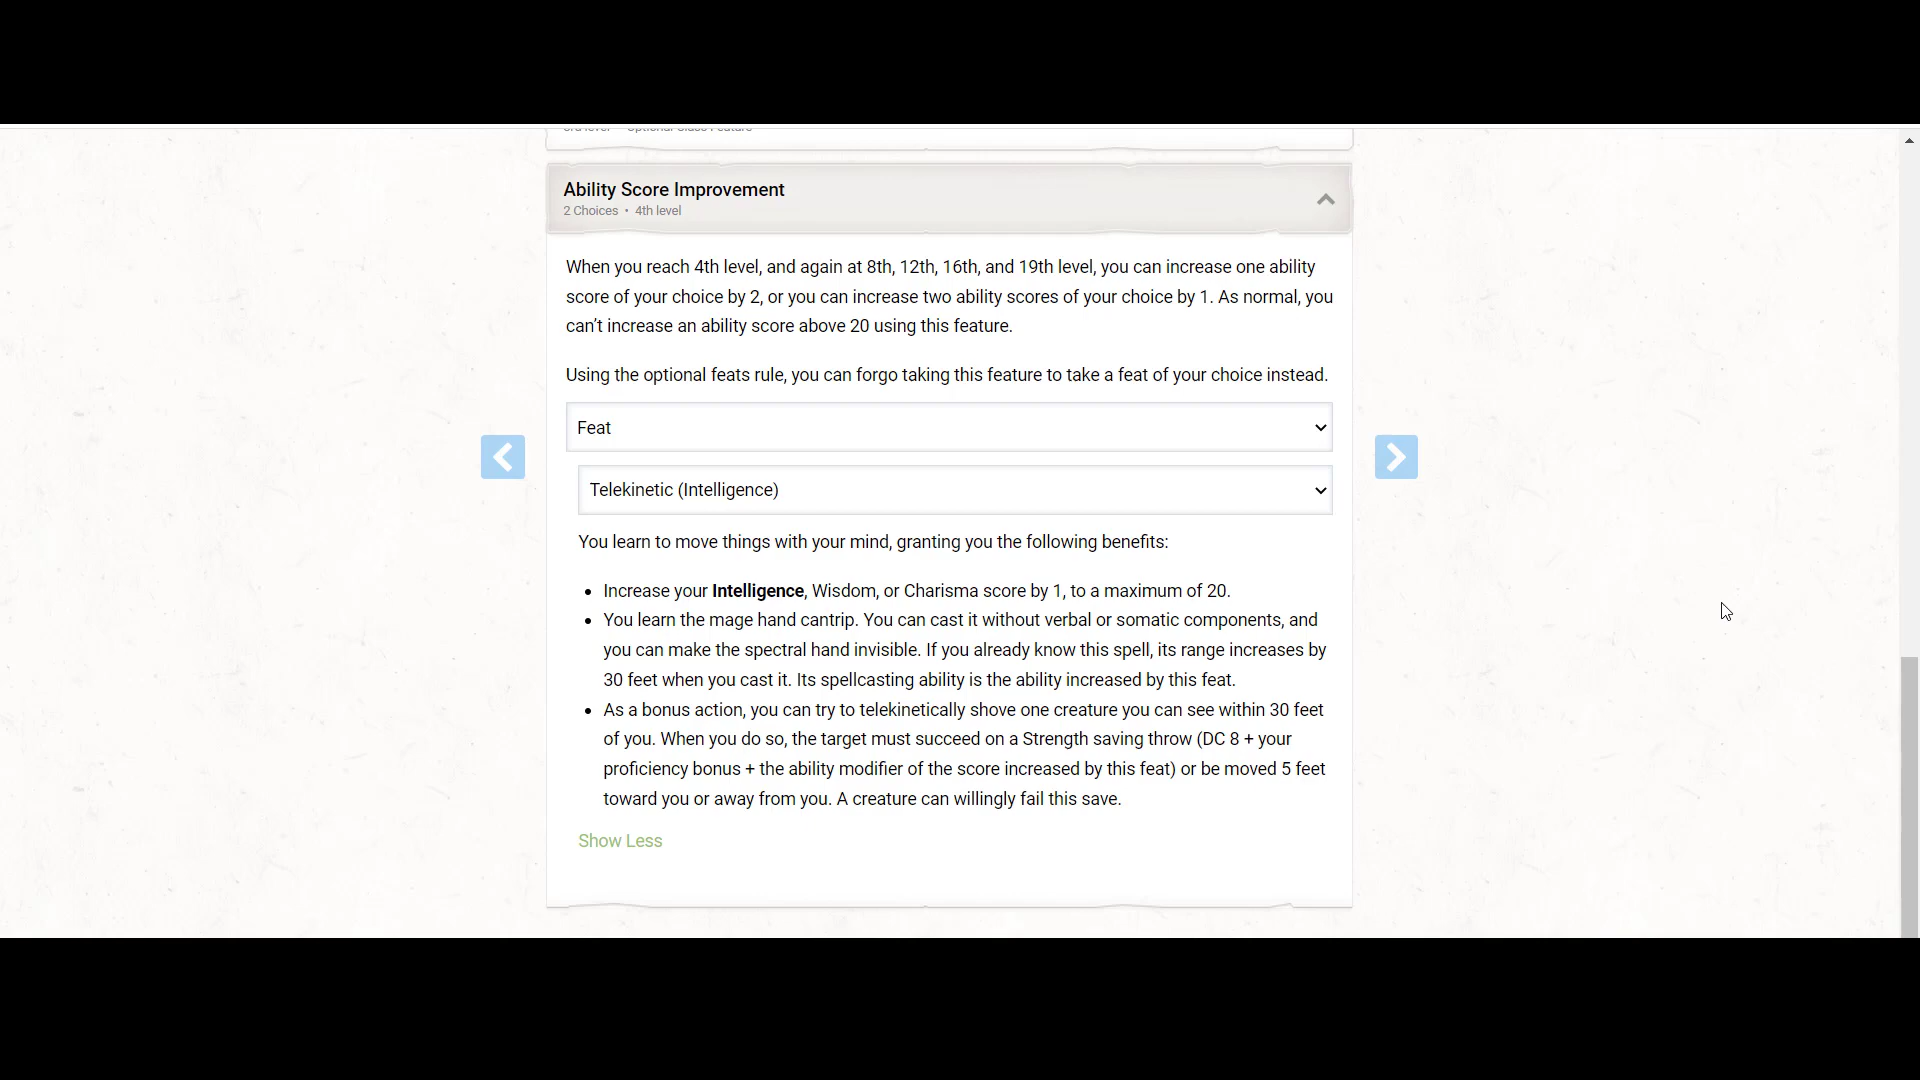 3rd level • Optional Class Feature
Ability Score Improvement
2 Choices • 4th level
When you reach 4th level, and again at 8th, 12th, 16th, and 19th level, you can increase one ability
score of your choice by 2, or you can increase two ability scores of your choice by 1. As normal, you
can’t increase an ability score above 20 using this feature.
Using the optional feats rule, you can forgo taking this feature to take a feat of your choice instead.
Feat
Telekinetic (Intelligence)
You learn to move things with your mind, granting you the following benefits:
• Increase your Intelligence, Wisdom, or Charisma score by 1, to a maximum of 20.
• You learn the mage hand cantrip. You can cast it without verbal or somatic components, and
you can make the spectral hand invisible. If you already know this spell, its range increases by
30 feet when you cast it. Its spellcasting ability is the ability increased by this feat.
• As a bonus action, you can try to telekinetically shove one creature you can see within 30 feet
of you. When you do so, the target must succeed on a Strength saving throw (DC 8 + your
proficiency bonus + the ability modifier of the score increased by this feat) or be moved 5 feet
toward you or away from you. A creature can willingly fail this save.
Show Less